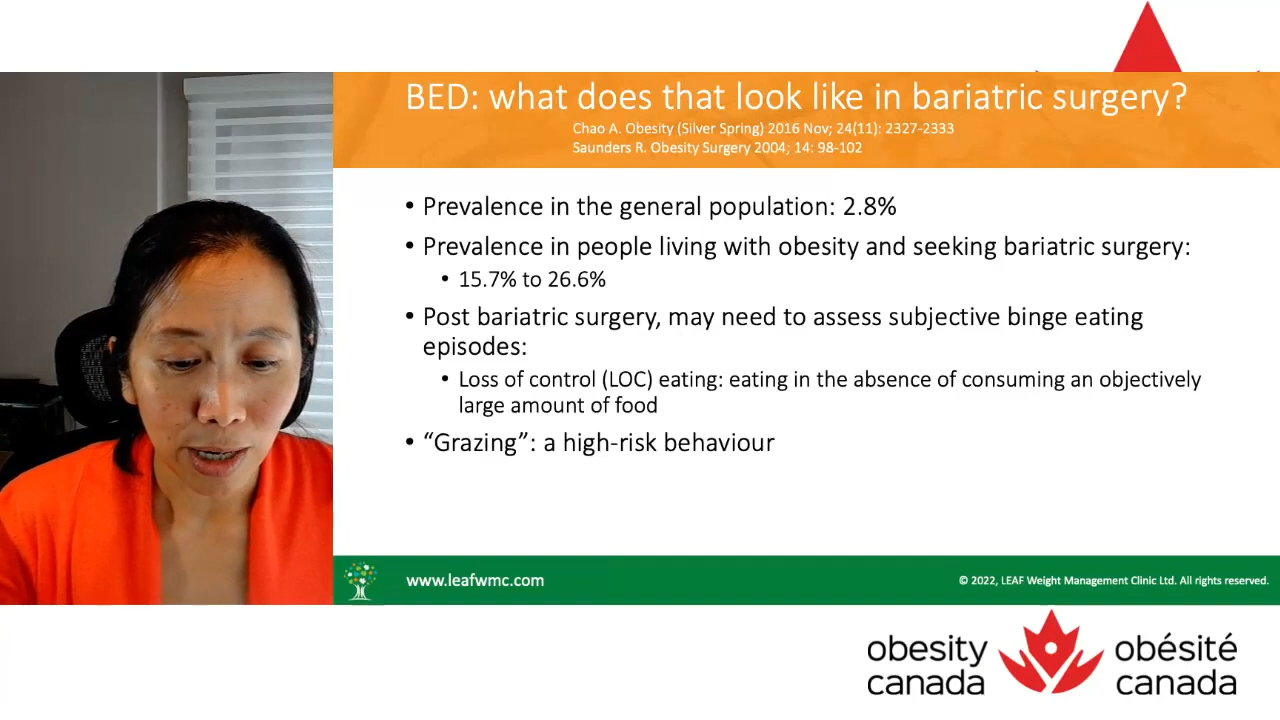 BED: what does that look like in bariatric surgery?
Chao A. Obesity (Silver Spring) 2016 Nov; 24(11): 2327-2333
Saunders R. Obesity Surgery 2004; 14: 98-102
• Prevalence in the general population: 2.8%
• Prevalence in people living with obesity and seeking bariatric surgery:
• 15.7% to 26.6%
• Post bariatric surgery, may need to assess subjective binge eating
episodes:
• Loss of control (LOC) eating: eating in the absence of consuming an objectively
large amount of food
• “Grazing”: a high-risk behaviour
www.leafwmc.com
© 2022, LEAF Weight Management Clinic Ltd. All rights reserved.
obesity
canada
obésité
canada